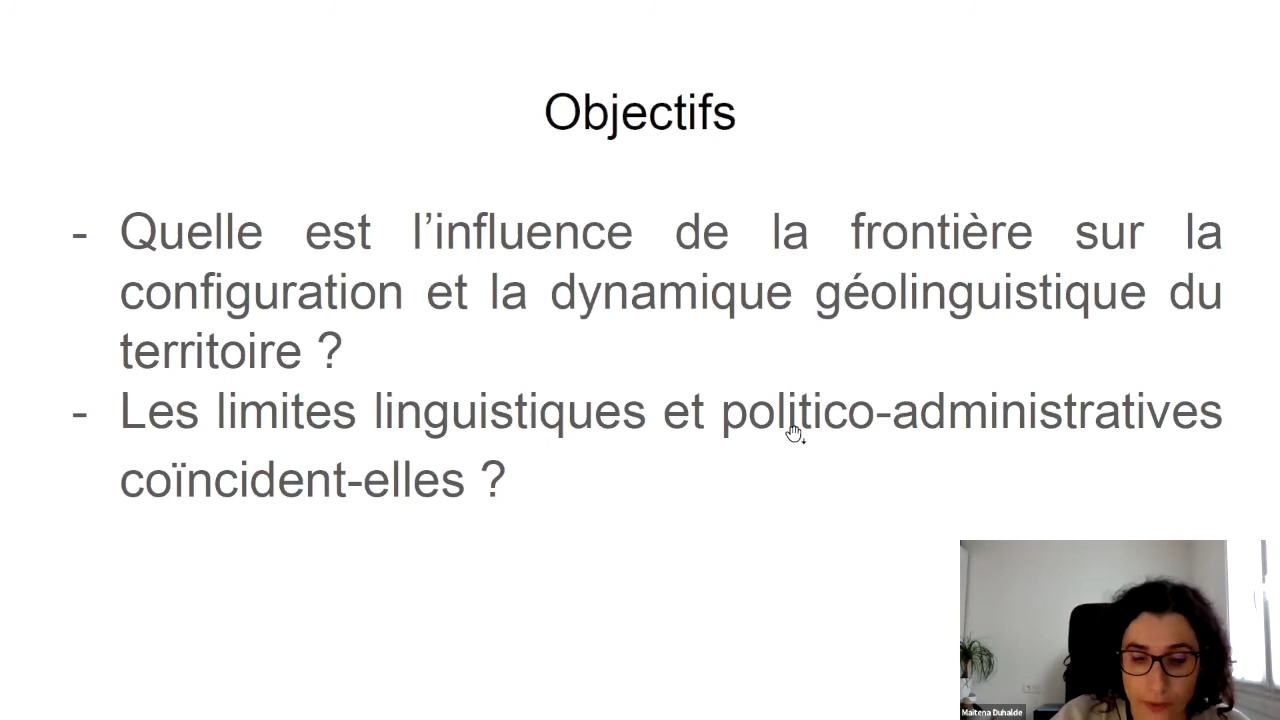 Objectifs
- Quelle est l’influence de la frontière sur la
configuration et la dynamique géolinguistique du
territoire ?
- Les limites linguistiques et politico-administratives
coïncident-elles ?
Maitena Duhalde